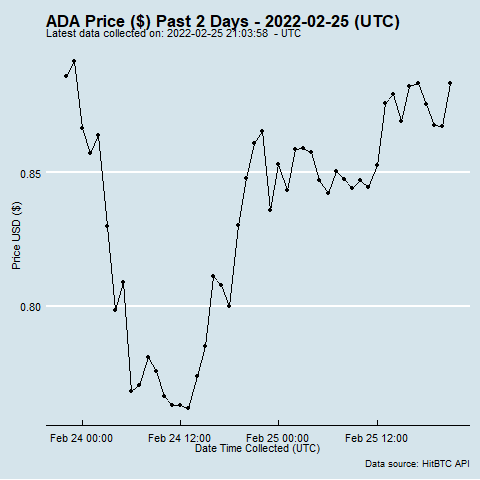 ADA Price ($) Past 2 Days - 2022-02-25 (UTC)
Latest data collected on: 2022-02-25 21:03:58 - UTC
0.85
Price USD ($)
0.80
Feb 24 00:00 Feb 24 12:00 Feb 25 00:00 Feb 25 12:00
Date Time Collected (UTC)
Data source: HitBTC API